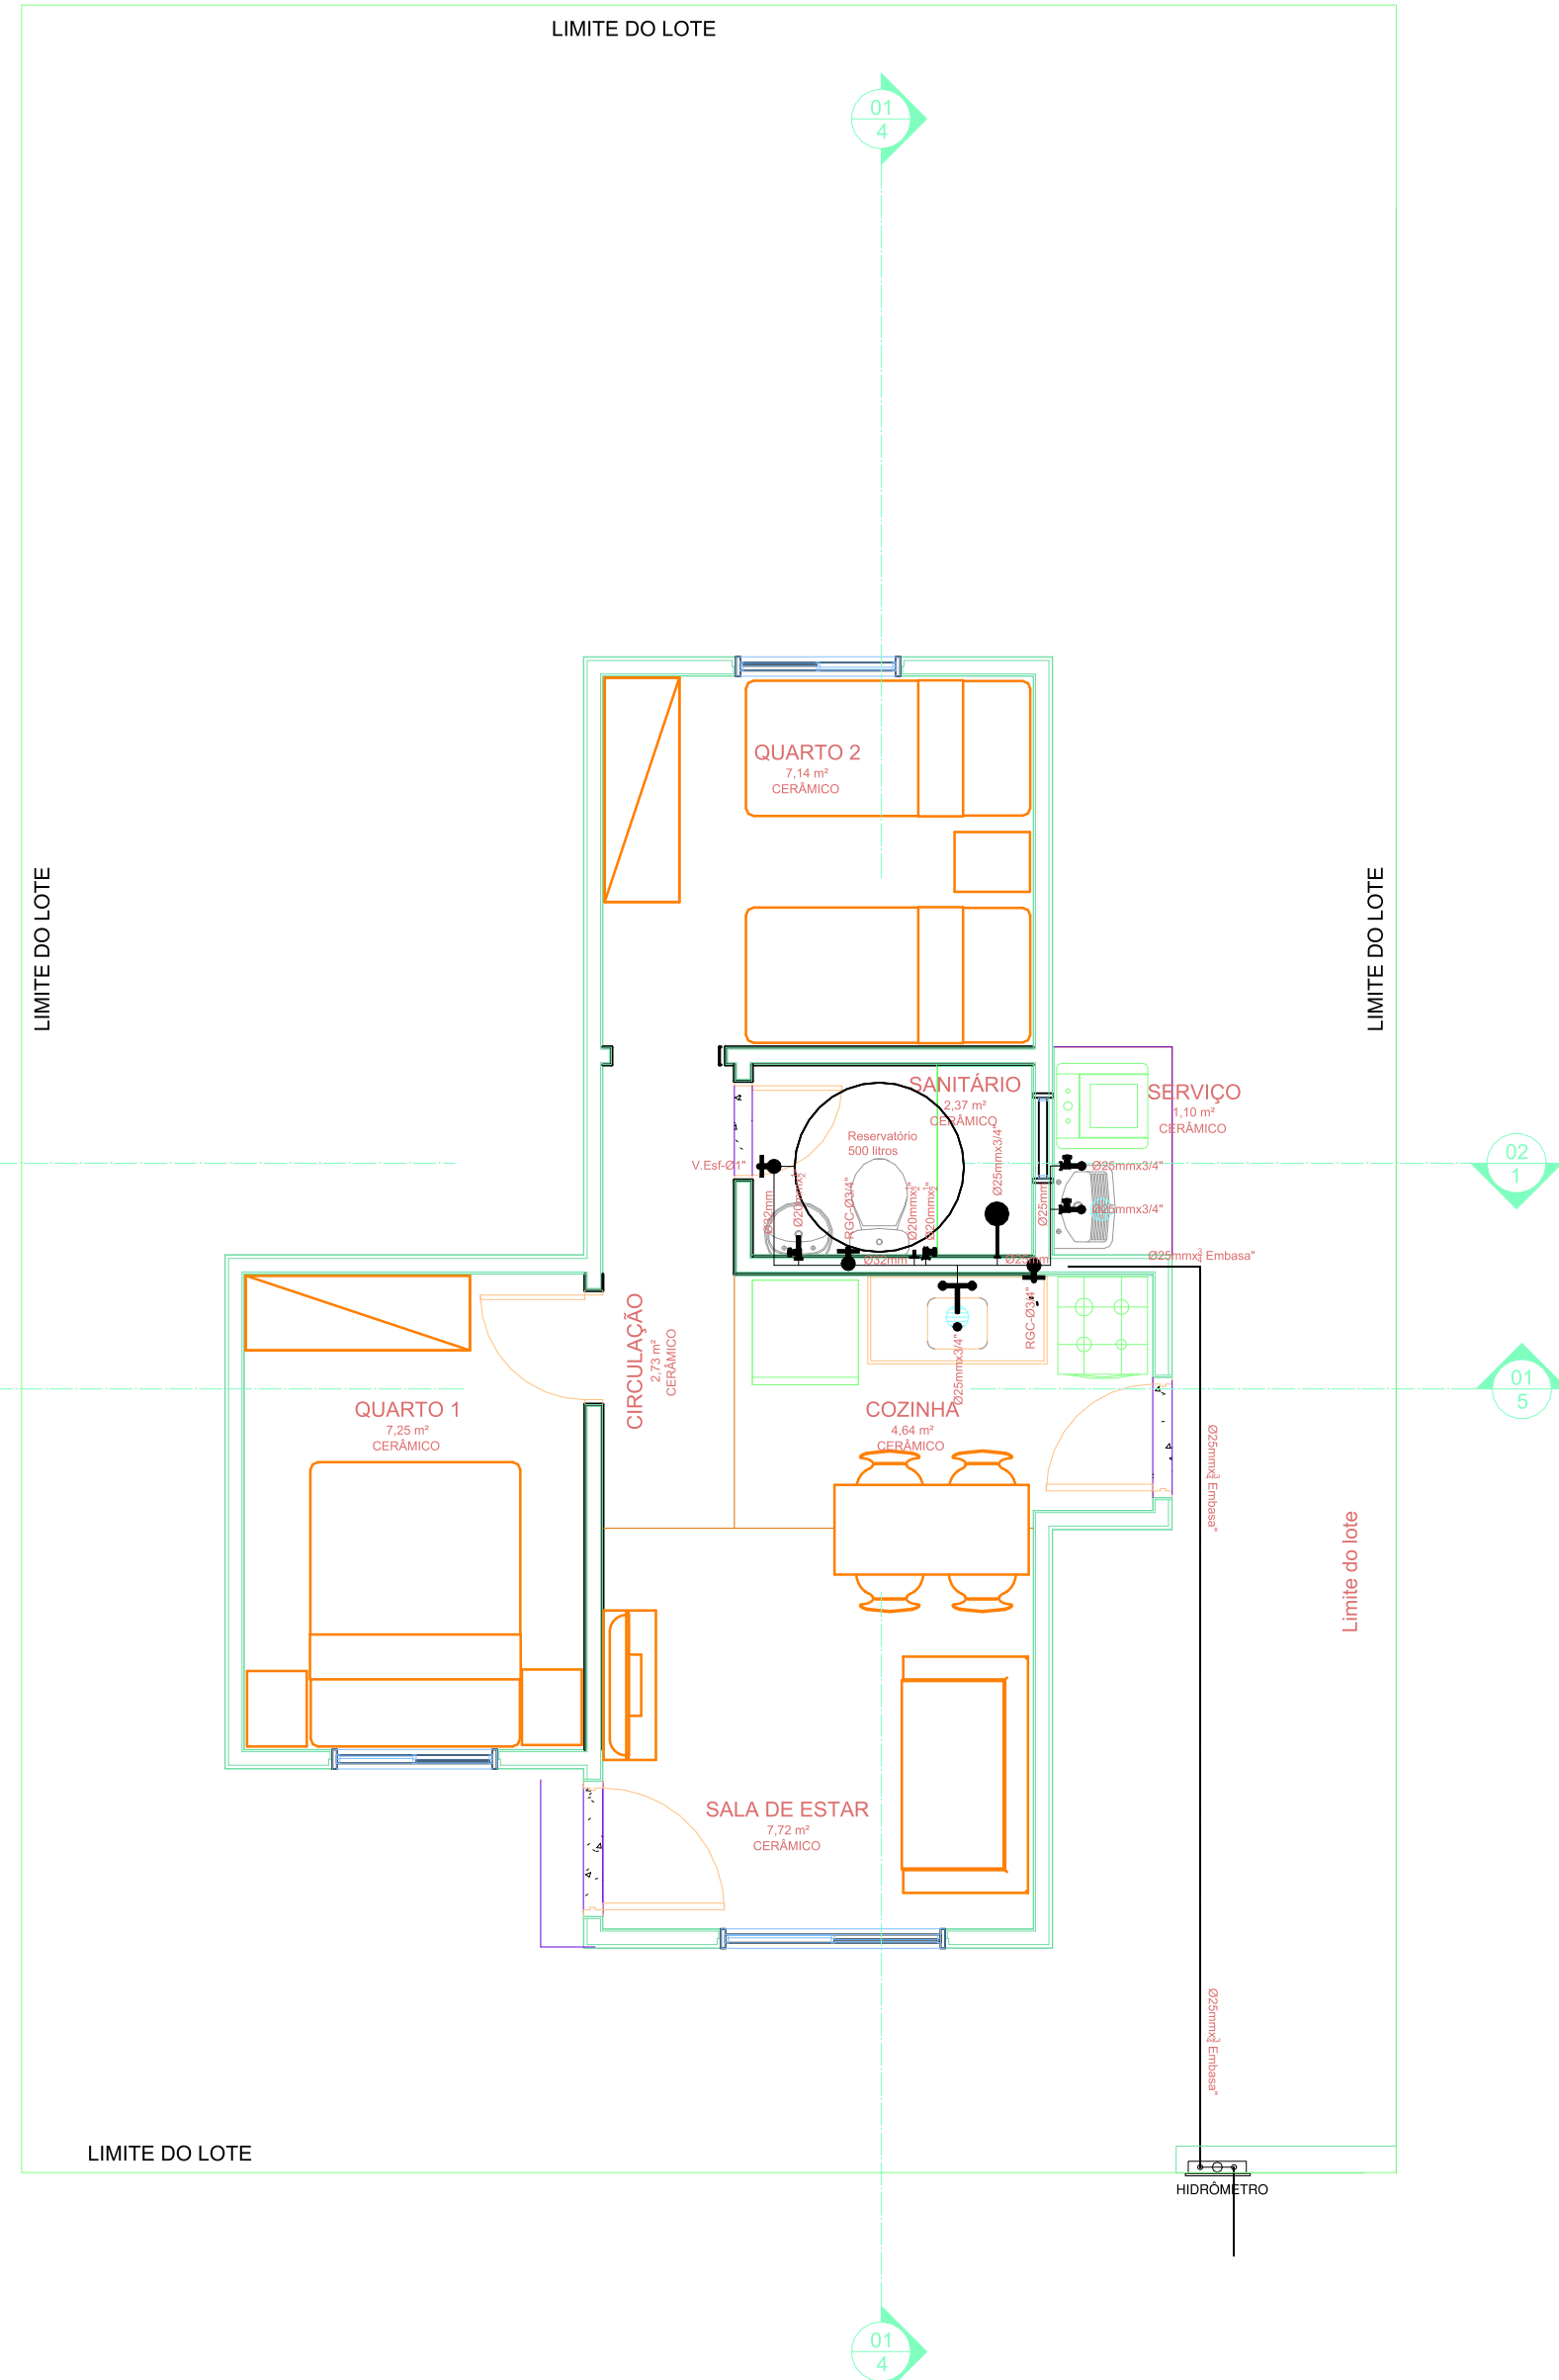 LIMITE DO LOTE
01
4
QUARTO 2
7,14 m²
CERÂMICO
LIMITE DO LOTE
LIMITE DO LOTE
SANITÁRIO
2,37 m²
CERÂMICO
SERVIÇO
1,10 m²
CERÂMICO
Reservatório
500 litros
V.Esf-Ø1"
Ø32mm
Ø20mmx½"
RGC-Ø3/4"
Ø20mmx½"
Ø20mmx½"
Ø25mmx3/4"
Ø25mm
Ø25mmx3/4"
Ø25mmx3/4"
02
1
Ø32mm
Ø25mm
Ø25mmx¾ Embasa"
RGC-Ø3/4"
Ø25mmx3/4"
CIRCULAÇÃO
2,73 m²
CERÂMICO
QUARTO 1
7,25 m²
CERÂMICO
COZINHA
4,64 m²
CERÂMICO
01
5
Ø25mmx¾ Embasa"
Limite do lote
SALA DE ESTAR
7,72 m²
CERÂMICO
Ø25mmx¾ Embasa"
LIMITE DO LOTE
HIDRÔMETRO
01
4